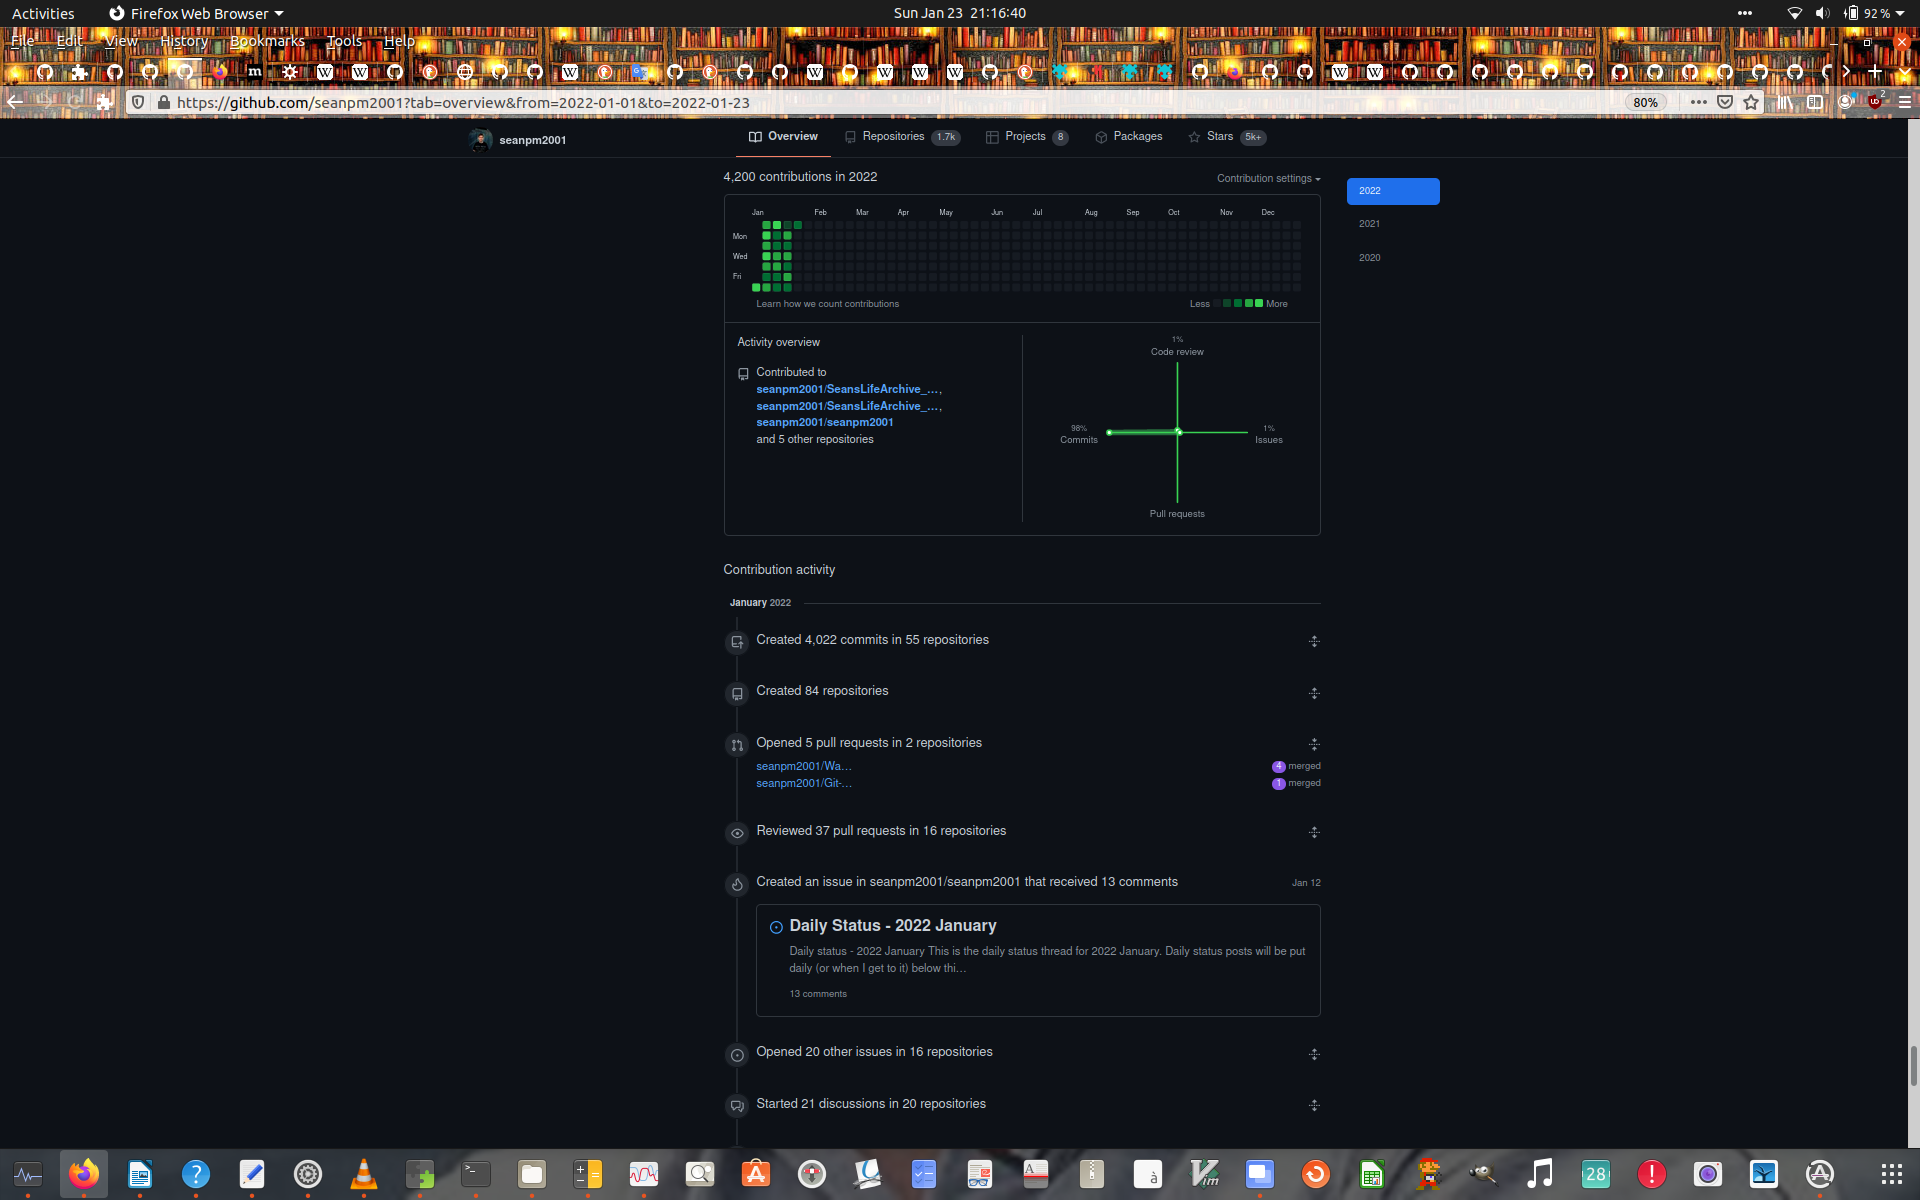 Activities
Firefox Web Browser
Sun Jan 23 21:16:40
92 %
File Edit View History Bookmarks Tools Help
https://github.com/seanpm2001?tab=overview&from=2022-01-01&to=2022-01-23
80%
2
seanpm2001
Overview
Repositories 1.7k
Projects 8
Packages
Stars 5k+
4,200 contributions in 2022
Contribution settings
2022
2021
2020
Jan Feb Mar Apr May Jun Jul Aug Sep Oct Nov Dec
Mon
Wed
Fri
Learn how we count contributions
Less More
Activity overview
Contributed to
seanpm2001/SeansLifeArchive_…,
seanpm2001/SeansLifeArchive_…,
seanpm2001/seanpm2001
and 5 other repositories
1%
Code review
98%
Commits
1%
Issues
Pull requests
Contribution activity
January 2022
Created 4,022 commits in 55 repositories
Created 84 repositories
Opened 5 pull requests in 2 repositories
seanpm2001/Wa…
4 merged
seanpm2001/Git-…
1 merged
Reviewed 37 pull requests in 16 repositories
Created an issue in seanpm2001/seanpm2001 that received 13 comments
Jan 12
Daily Status - 2022 January
Daily status - 2022 January This is the daily status thread for 2022 January. Daily status posts will be put
daily (or when I get to it) below thi…
13 comments
Opened 20 other issues in 16 repositories
Started 21 discussions in 20 repositories
28